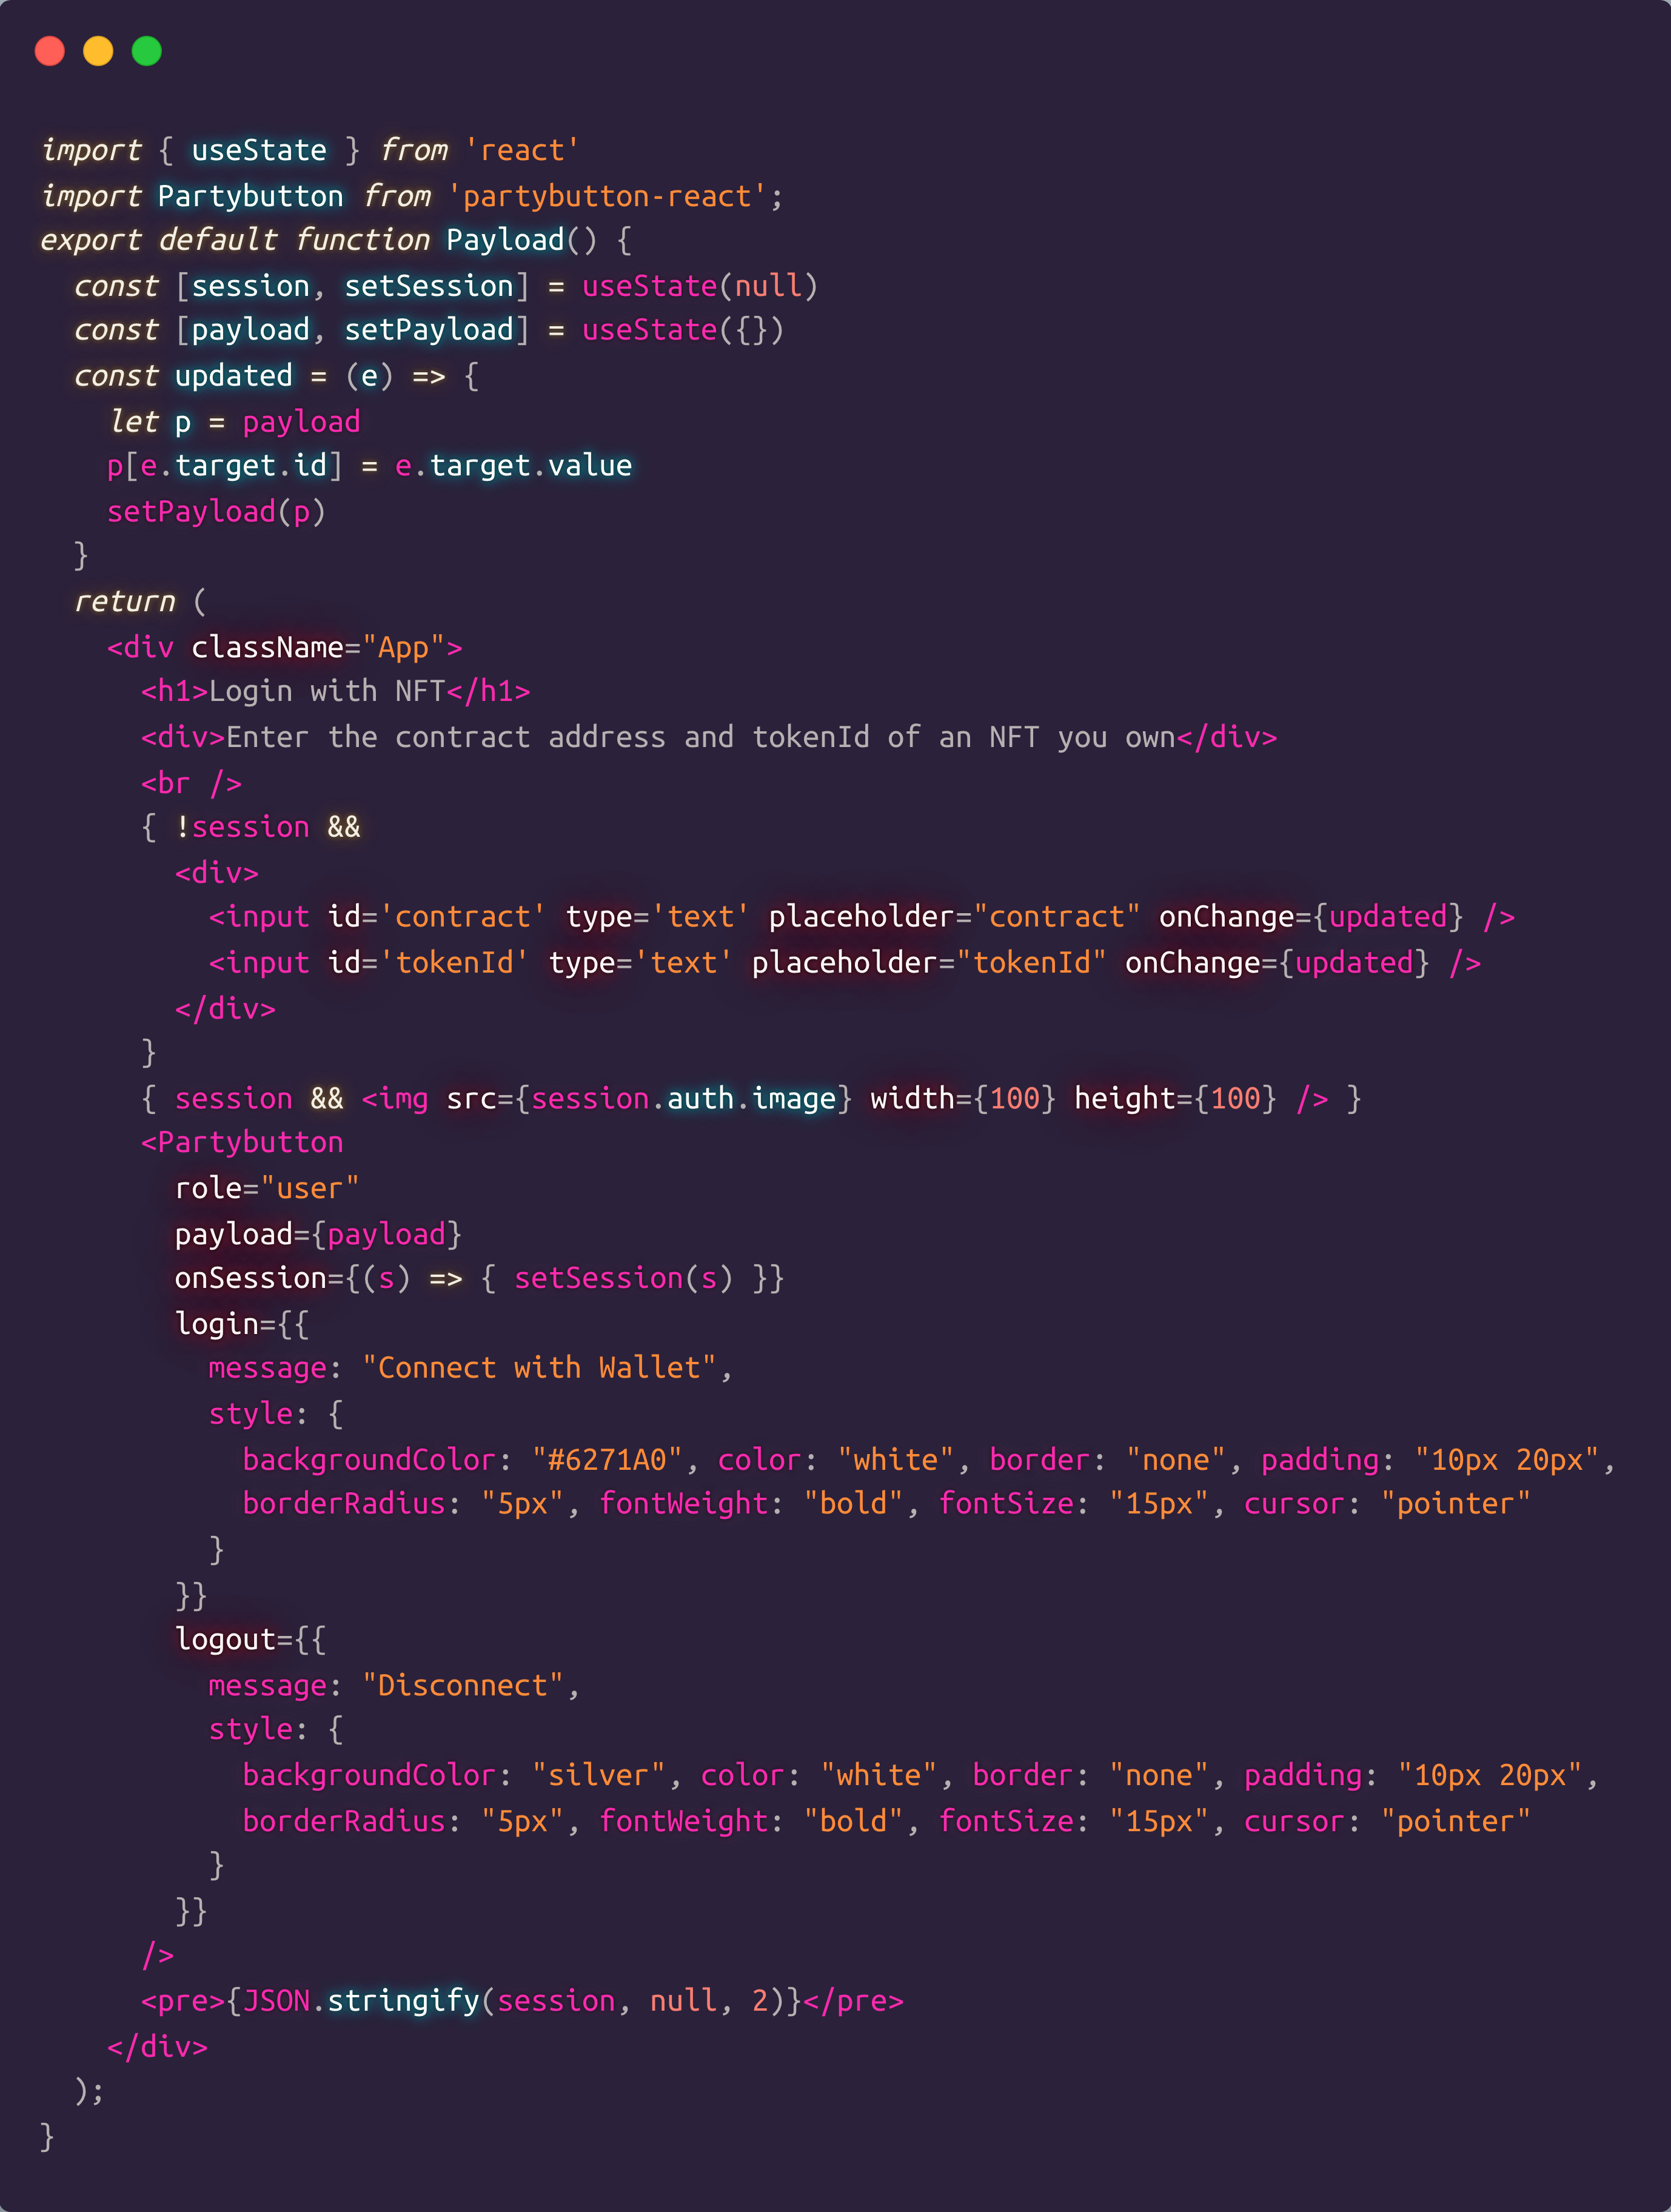 import { useState } from 'react'
import Partybutton from 'partybutton-react';
export default function Payload() {
  const [session, setSession] = useState(null)
  const [payload, setPayload] = useState({})
  const updated = (e) => {
    let p = payload
    p[e.target.id] = e.target.value
    setPayload(p)
  }
  return (
    <div className="App">
      <h1>Login with NFT</h1>
      <div>Enter the contract address and tokenId of an NFT you own</div>
      <br />
      { !session &&
        <div>
          <input id='contract' type='text' placeholder="contract" onChange={updated} />
          <input id='tokenId' type='text' placeholder="tokenId" onChange={updated} />
        </div>
      }
      { session && <img src={session.auth.image} width={100} height={100} /> }
      <Partybutton
        role="user"
        payload={payload}
        onSession={(s) => { setSession(s) }}
        login={{
          message: "Connect with Wallet",
          style: {
            backgroundColor: "#6271A0", color: "white", border: "none", padding: "10px 20px",
            borderRadius: "5px", fontWeight: "bold", fontSize: "15px", cursor: "pointer"
          }
        }}
        logout={{
          message: "Disconnect",
          style: {
            backgroundColor: "silver", color: "white", border: "none", padding: "10px 20px",
            borderRadius: "5px", fontWeight: "bold", fontSize: "15px", cursor: "pointer"
          }
        }}
      />
      <pre>{JSON.stringify(session, null, 2)}</pre>
    </div>
  );
}